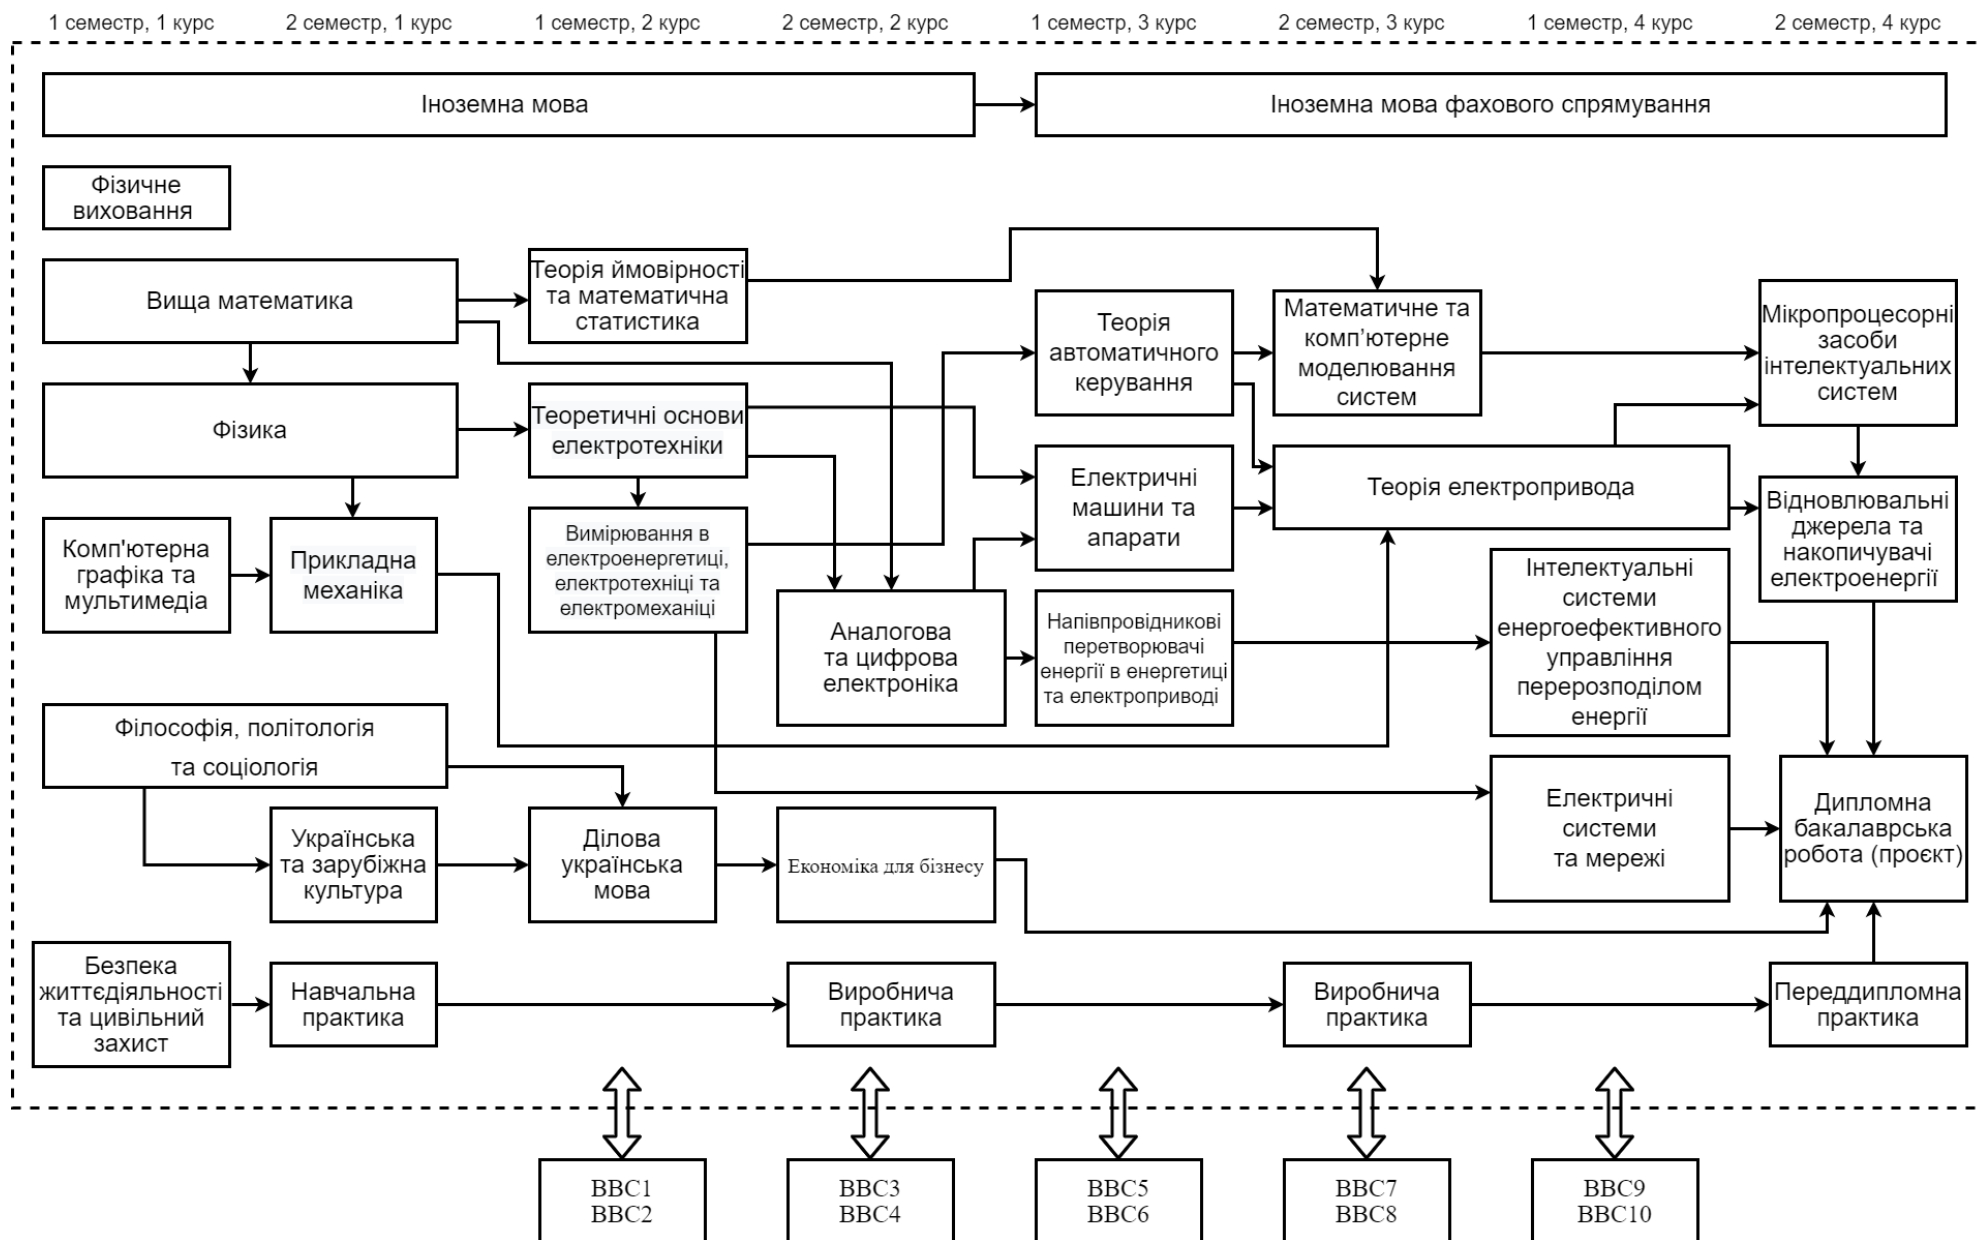 1 семестр, 1 курс
2 семестр, 1 курс
1 семестр, 2 курс
2 семестр, 2 курс
1 семестр, 3 курс
2 семестр, 3 курс
1 семестр, 4 курс
2 семестр, 4 курс
Іноземна мова
Іноземна мова фахового спрямування
Фізичне
виховання
Вища математика
Теорія ймовірності
та математична
статистика
Теорія
автоматичного
керування
Математичне та
комп’ютерне
моделювання
систем
Мікропроцесорні
засоби
інтелектуальних
систем
Фізика
Теоретичні основи
електротехніки
Електричні
машини та
апарати
Теорія електропривода
Відновлювальні
джерела та
накопичувачі
електроенергії
Комп'ютерна
графіка та
мультимедіа
Прикладна
механіка
Вимірювання в
електроенергетиці,
електротехніці та
електромеханіці
Аналогова
та цифрова
електроніка
Напівпровідникові
перетворювачі
енергії в енергетиці
та електроприводі
Інтелектуальні
системи
енергоефективного
управління
перерозподілом
енергії
Філософія, політологія
та соціологія
Українська
та зарубіжна
культура
Ділова
українська
мова
Економіка для бізнесу
Електричні
системи
та мережі
Дипломна
бакалаврська
робота (проєкт)
Безпека
життєдіяльності
та цивільний
захист
Навчальна
практика
Виробнича
практика
Виробнича
практика
Переддипломна
практика
ВВС1
ВВС2
ВВС3
ВВС4
ВВС5
ВВС6
ВВС7
ВВС8
ВВС9
ВВС10